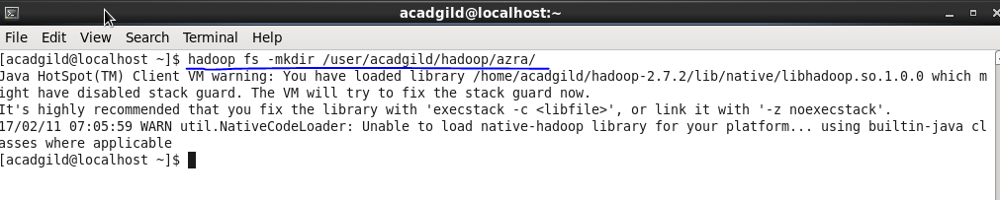 acadgild@localhost:~
File Edit View Search Terminal Help
[acadgild@localhost ~]$ hadoop fs -mkdir /user/acadgild/hadoop/azra/
Java HotSpot(TM) Client VM warning: You have loaded library /home/acadgild/hadoop-2.7.2/lib/native/libhadoop.so.1.0.0 which m
ight have disabled stack guard. The VM will try to fix the stack guard now.
It's highly recommended that you fix the library with 'execstack -c <libfile>', or link it with '-z noexecstack'.
17/02/11 07:05:59 WARN util.NativeCodeLoader: Unable to load native-hadoop library for your platform... using builtin-java cl
asses where applicable
[acadgild@localhost ~]$